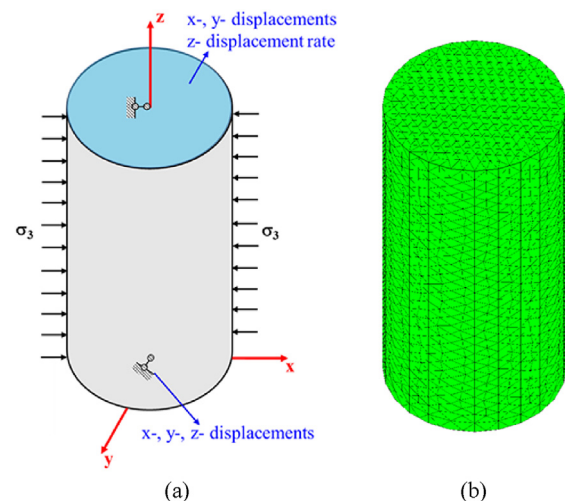 z
x-, y- displacements
z- displacement rate
σ3
σ3
x
x-, y-, z- displacements
y
(a)
(b)